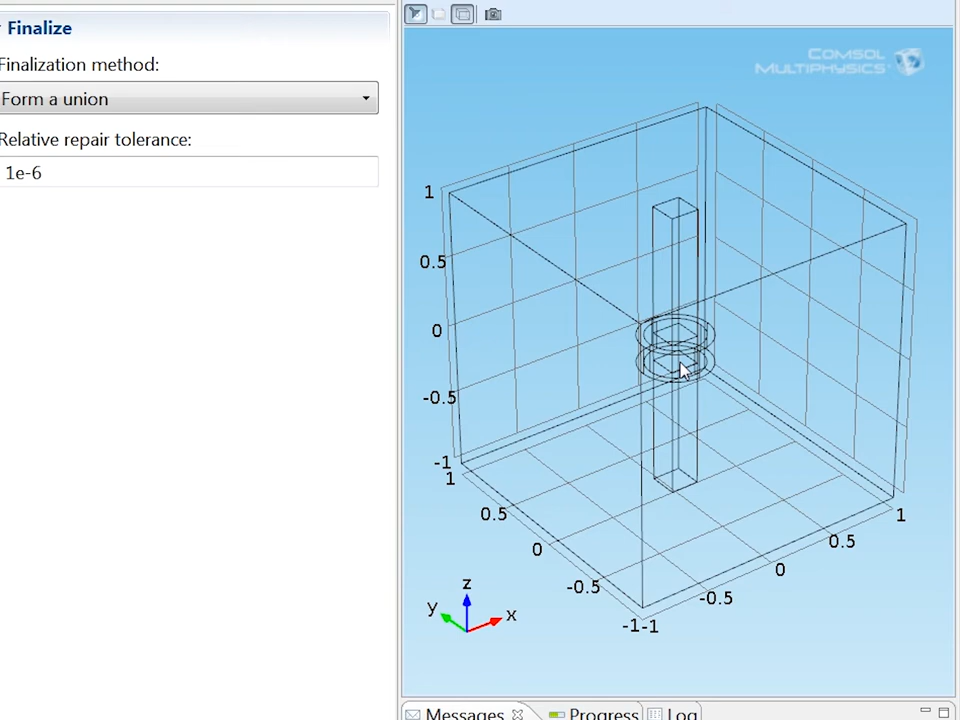 Finalize
Finalization method:
Form a union
Relative repair tolerance:
1e-6
COMSOL
MULTIPHYSICS
1
0.5
0
-0.5
-1
1
0.5
0
-0.5
-1
-1
-0.5
0
0.5
1
z
y
x
Messages
Progress
Log